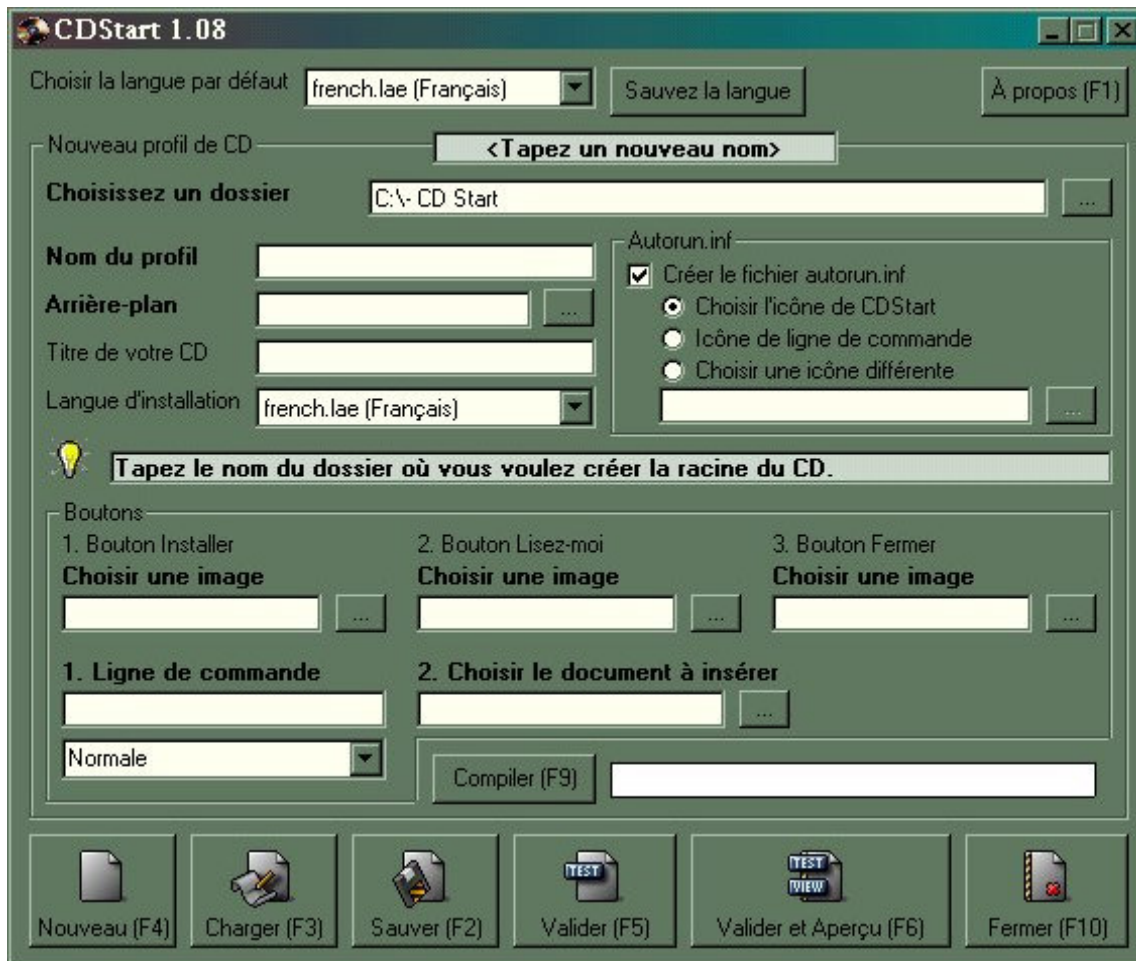 CDStart 1.08
Choisir la langue par défaut
french.lae (Français)
Sauvez la langue
À propos (F1)
Nouveau profil de CD
<Tapez un nouveau nom>
Choisissez un dossier
C:\- CD Start
...
Nom du profil
Arrière-plan
...
Titre de votre CD
Langue d'installation
french.lae (Français)
Autorun.inf
Créer le fichier autorun.inf
Choisir l'icône de CDStart
Icône de ligne de commande
Choisir une icône différente
...
Tapez le nom du dossier où vous voulez créer la racine du CD.
Boutons
1. Bouton Installer
Choisir une image
...
2. Bouton Lisez-moi
Choisir une image
...
3. Bouton Fermer
Choisir une image
...
1. Ligne de commande
Normale
2. Choisir le document à insérer
...
Compiler (F9)
Nouveau (F4)
Charger (F3)
Sauver (F2)
TEST
Valider (F5)
TEST
VIEW
Valider et Aperçu (F6)
Fermer (F10)